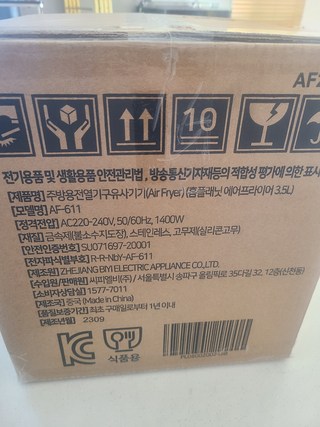 AF2
10
전기용품 및 생활용품 안전관리법, 방송통신기자재등의 적합성 평가에 의한 표시
[제품명] 주방용전열기구유사기기(Air Fryer) (홈플래닛 에어프라이어 3.5L)
[모델명] AF-611
[정격전압] AC220-240V, 50/60Hz, 1400W
[재질] 금속제(불소수지도장), 스테인레스, 고무제(실리콘고무)
[안전인증번호] SU071697-20001
[전자파식별부호] R-R-NbY-AF-611
[제조원] ZHEJIANG BIYI ELECTRIC APPLIANCE CO.,LTD.
[수입원/판매원] 씨피엘비(주) / 서울특별시 송파구 올림픽로 35다길 32, 12층(신천동)
[소비자상담실] 1577-7011
[제조국] 중국 (Made in China)
[품질보증기간] 최초 구매일로부터 1년 이내
[제조년월] 2309
식품용